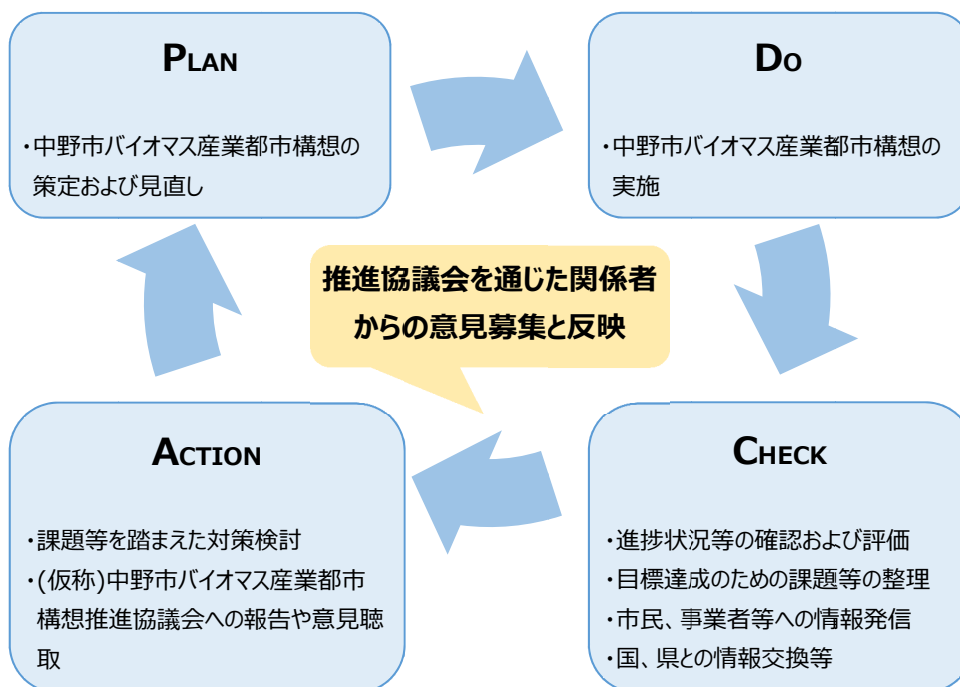 PLAN
・中野市バイオマス産業都市構想の
策定および見直し
DO
・中野市バイオマス産業都市構想の
実施
推進協議会を通じた関係者
からの意見募集と反映
ACTION
・課題等を踏まえた対策検討
・(仮称)中野市バイオマス産業都市
構想推進協議会への報告や意見聴
取
CHECK
・進捗状況等の確認および評価
・目標達成のための課題等の整理
・市民、事業者等への情報発信
・国、県との情報交換等